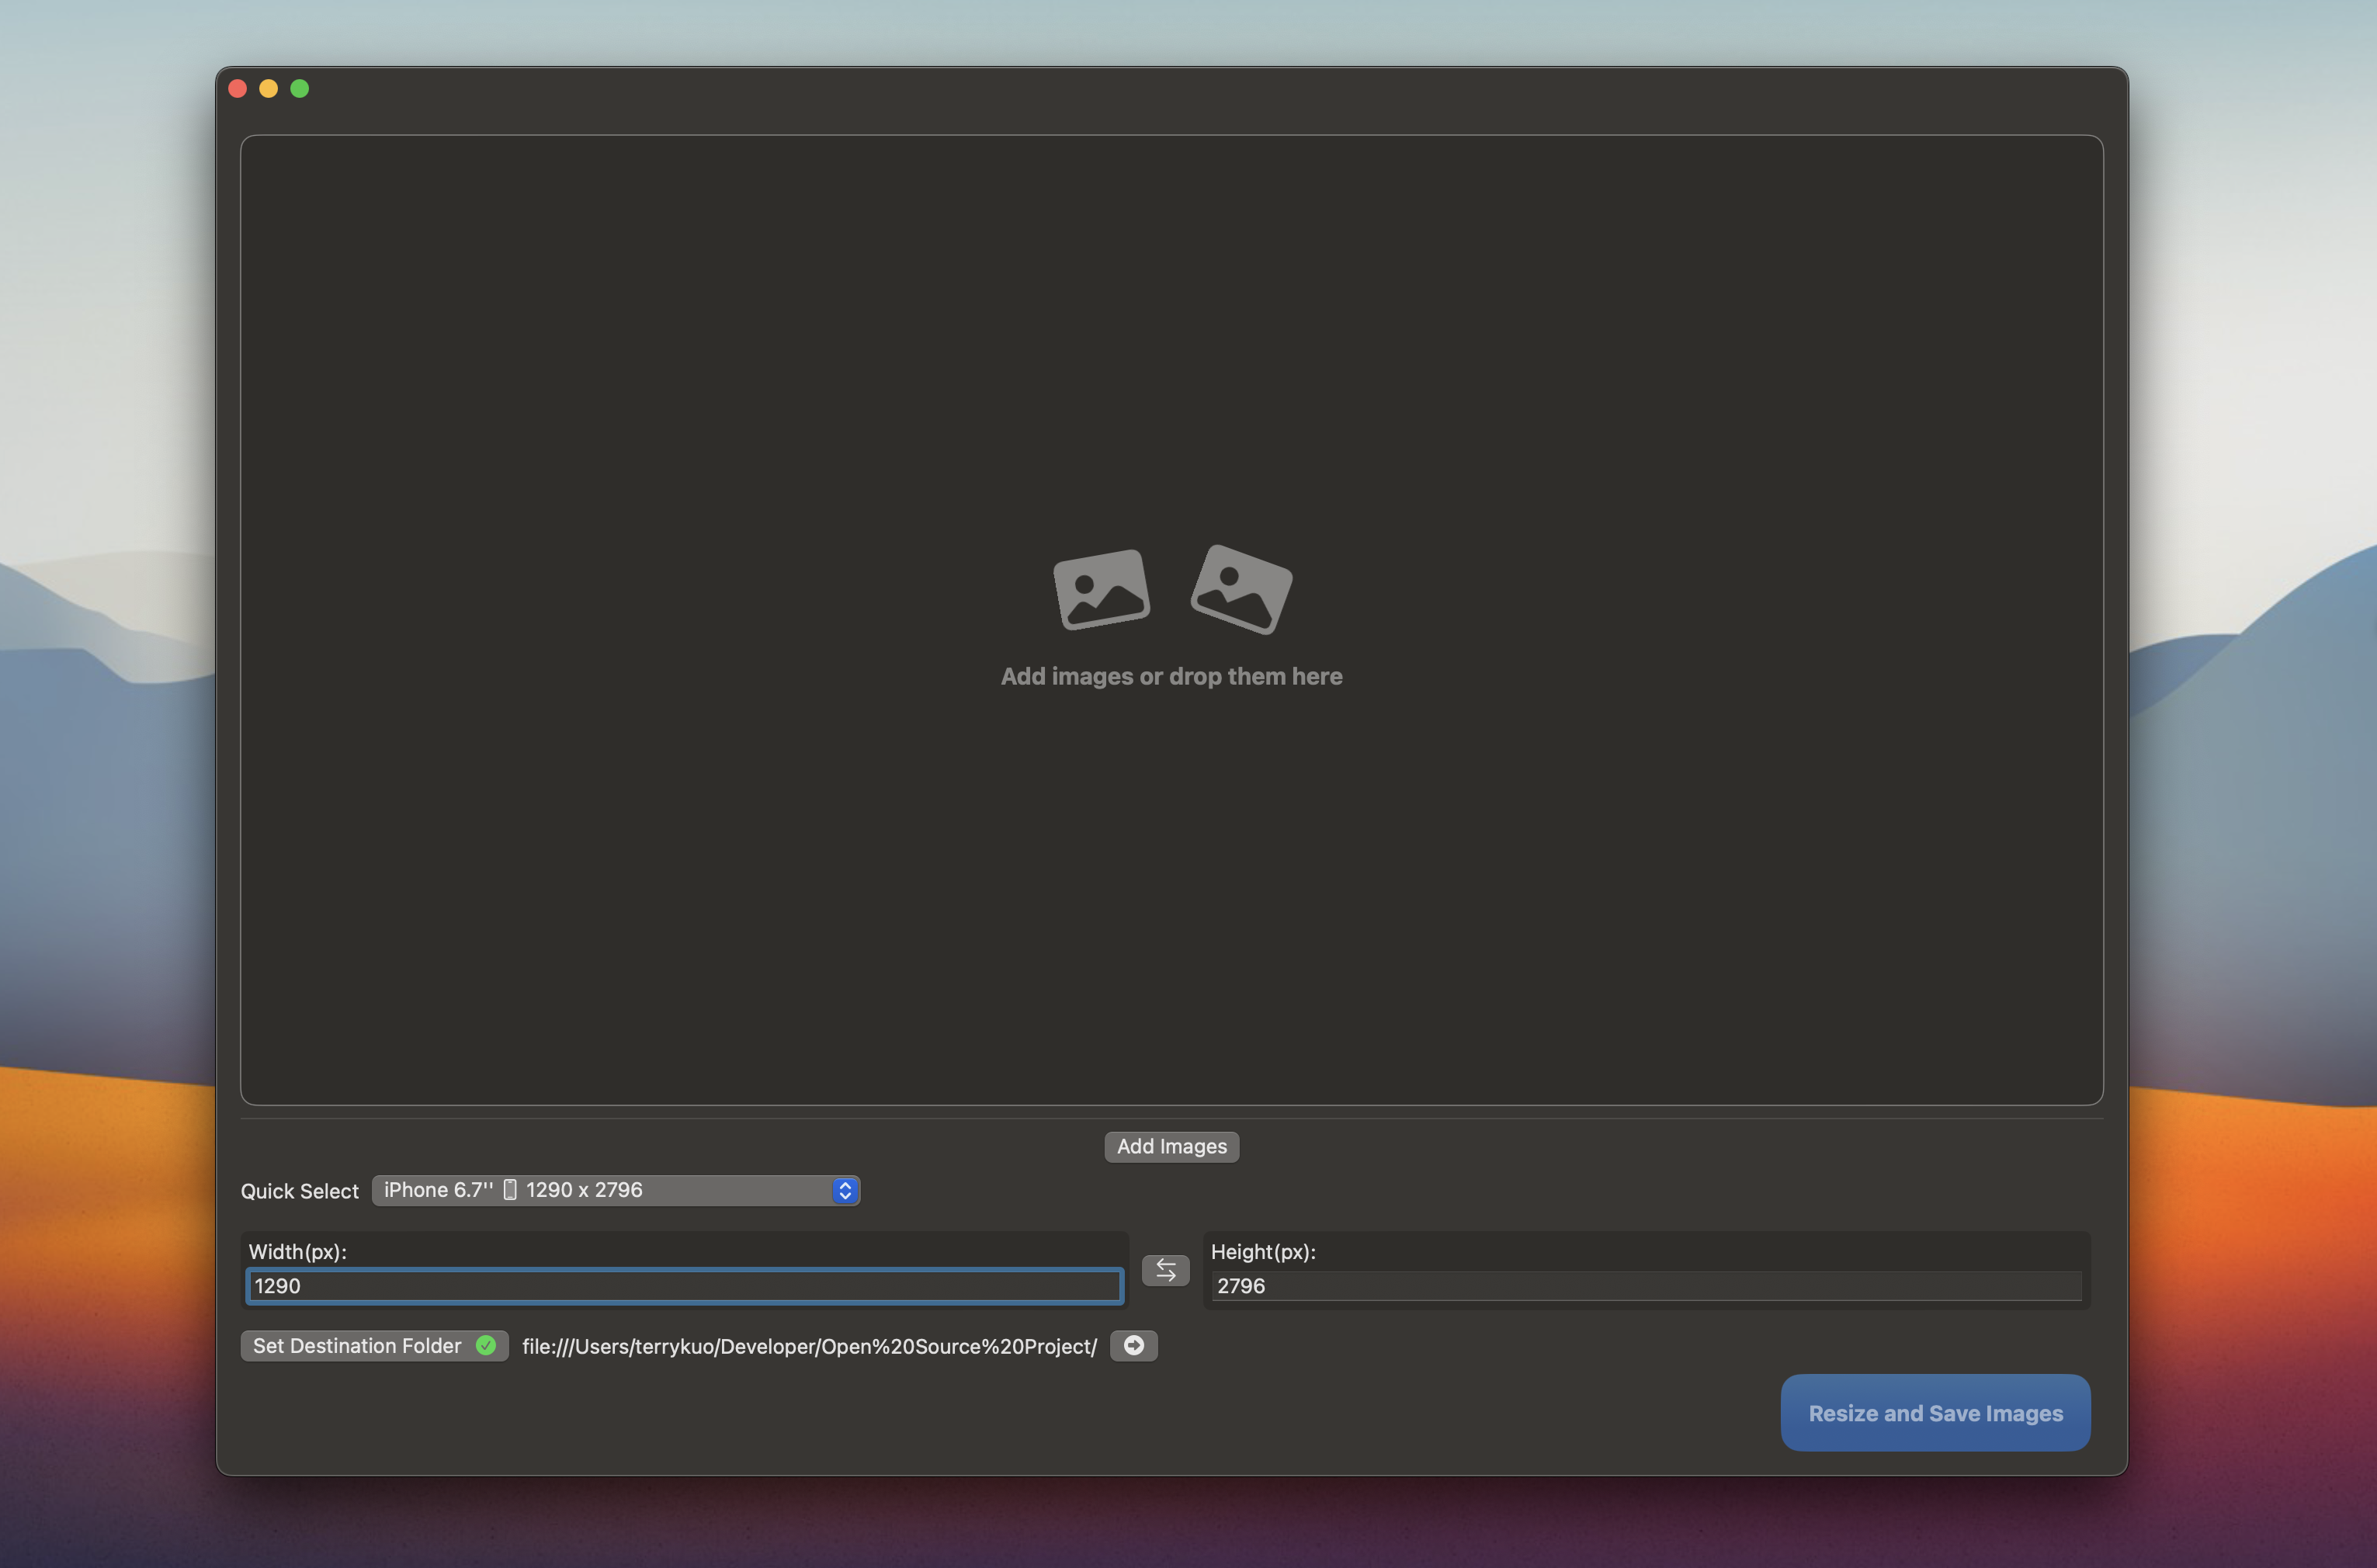 Add images or drop them here
Add Images
Quick Select iPhone 6.7'' 1290 x 2796
Width(px): Height(px):
1290 2796
Set Destination Folder file:///Users/terrykuo/Developer/Open%20Source%20Project/
Resize and Save Images